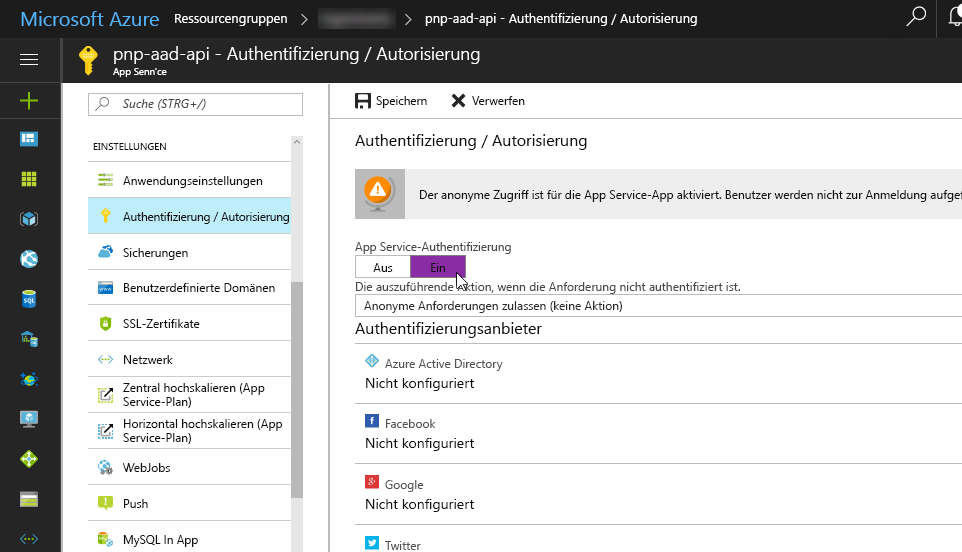 Microsoft Azure Ressourcengruppen > > pnp-aad-api - Authentifizierung / Autorisierung
pnp-aad-api - Authentifizierung / Autorisierung
App Senn'ce
Suche (STRG+/)
EINSTELLUNGEN
Anwendungseinstellungen
Authentifizierung / Autorisierung
Sicherungen
Benutzerdefinierte Domänen
SSL-Zertifikate
Netzwerk
Zentral hochskalieren (App
Service-Plan)
Horizontal hochskalieren (App
Service-Plan)
WebJobs
Push
MySQL In App
Speichern Verwerfen
Authentifizierung / Autorisierung
Der anonyme Zugriff ist für die App Service-App aktiviert. Benutzer werden nicht zur Anmeldung aufgef
App Service-Authentifizierung
Aus Ein
Die auszuführende Aktion, wenn die Anforderung nicht authentifiziert ist.
Anonyme Anforderungen zulassen (keine Aktion)
Authentifizierungsanbieter
Azure Active Directory
Nicht konfiguriert
Facebook
Nicht konfiguriert
Google
Nicht konfiguriert
Twitter